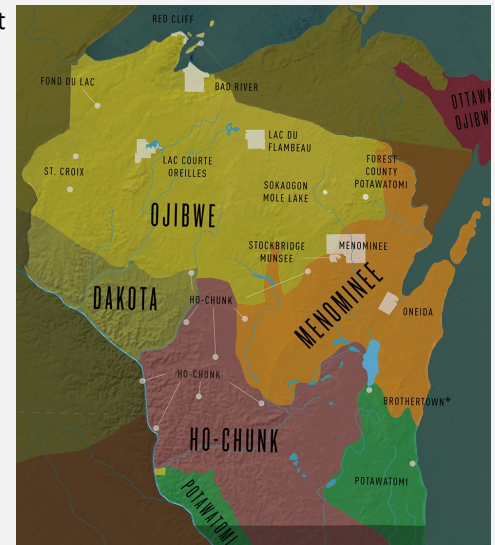 t
RED CLIFF
FOND DU LAC
BAD RIVER
OTTAWA
OJIBW
LAC DU
FLAMBEAU
LAC COURTE
OREILLES
FOREST
COUNTY
POTAWATOMI
ST. CROIX
SOKAOGON
MOLE LAKE
OJIBWE
STOCKBRIDGE
MUNSEE
MENOMINEE
DAKOTA
HO-CHUNK
MENOMINEE
ONEIDA
HO-CHUNK
BROTHERTOWN*
HO-CHUNK
POTAWATOMI
POTAWATOMI